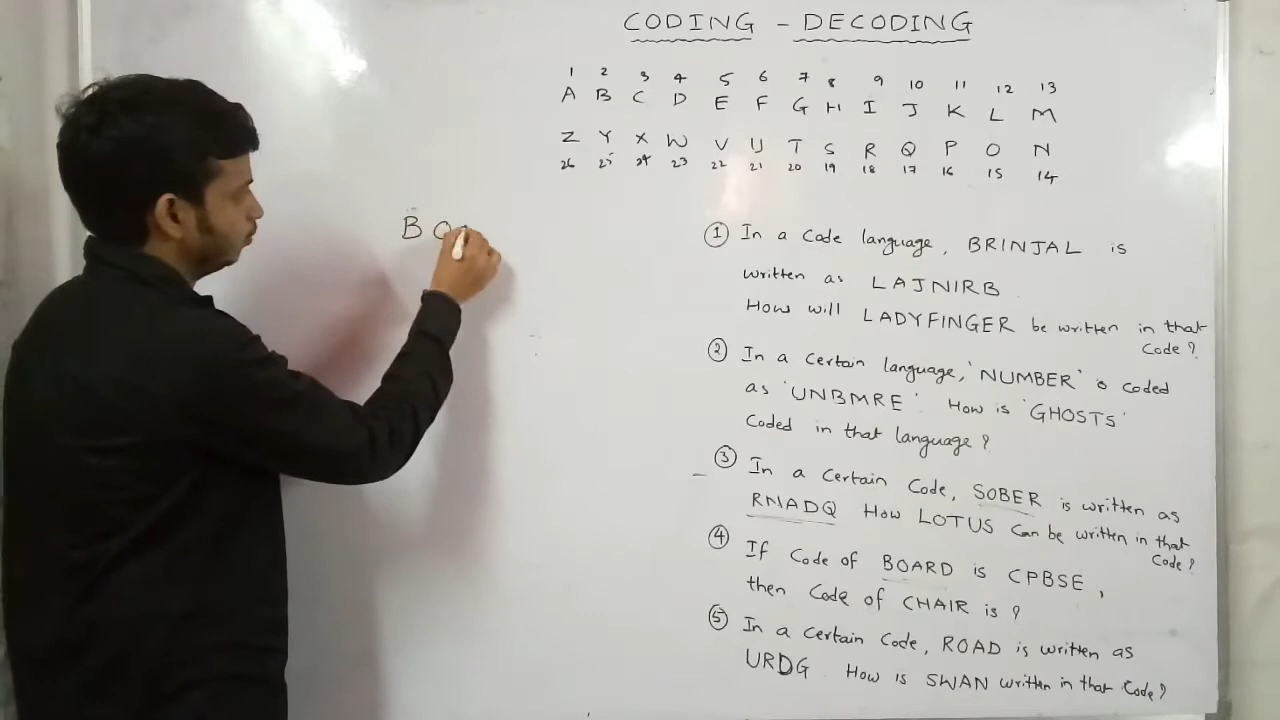 CODING - DECODING
1 2 3 4 5 6 7 8 9 10 11 12 13
A B C D E F G H I J K L M
Z Y X W V U T S R Q P O N
26 25 24 23 22 21 20 19 18 17 16 15 14
B O
① In a Code language, BRINJAL is
written as LAJNIRB
How will LADYFINGER be written in that
Code?
② In a certain language, 'NUMBER' is coded
as 'UNBMRE' How is 'GHOSTS'
Coded in that language?
③ In a certain Code, SOBER is written as
RNADQ How LOTUS Can be written in that
Code?
④ If Code of BOARD is CPBSE,
then Code of CHAIR is?
⑤ In a certain Code, ROAD is written as
URDG How is SWAN written in that Code?